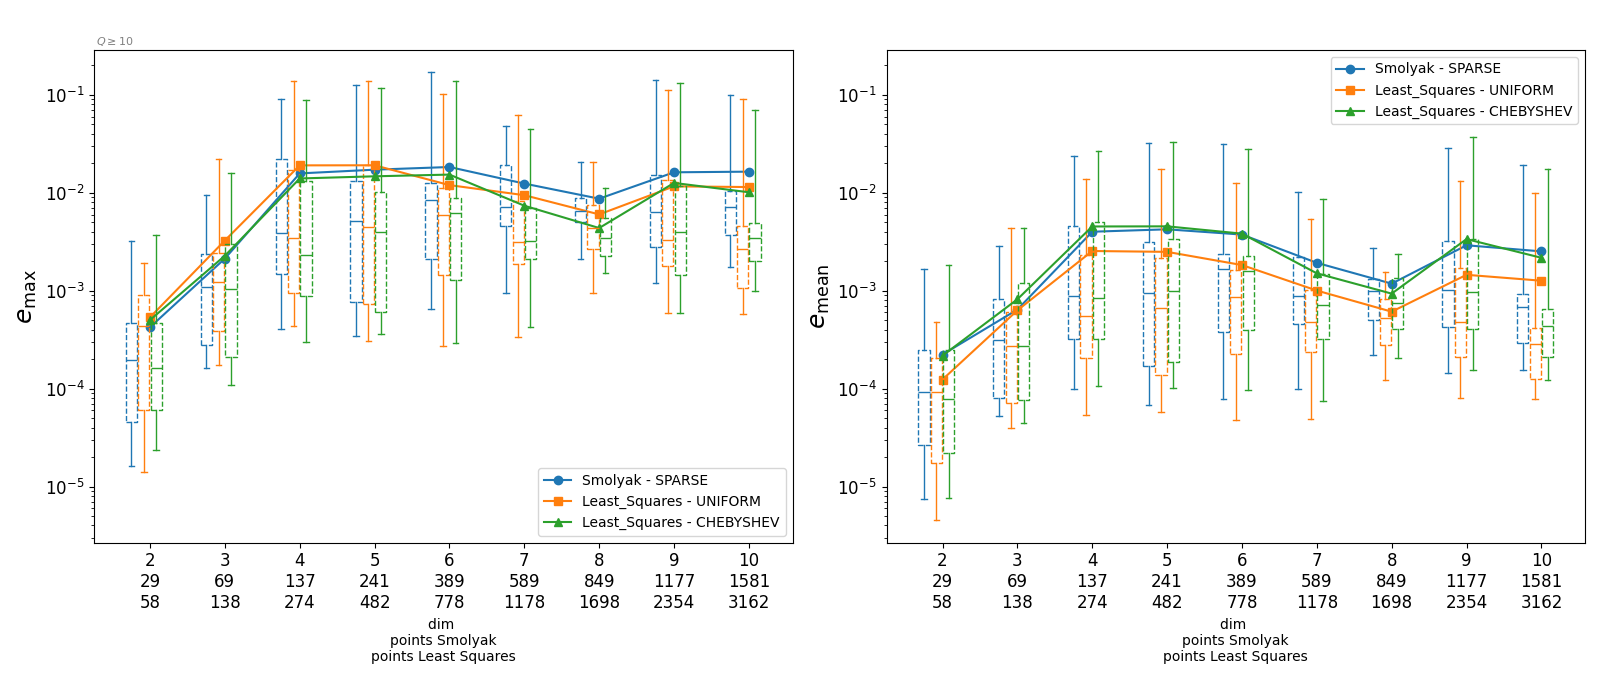 Q ≥ 10
e_max
10^-1
10^-2
10^-3
10^-4
10^-5
Smolyak - SPARSE
Least_Squares - UNIFORM
Least_Squares - CHEBYSHEV
2 3 4 5 6 7 8 9 10
29 69 137 241 389 589 849 1177 1581
58 138 274 482 778 1178 1698 2354 3162
dim
points Smolyak
points Least Squares
e_mean
10^-1
10^-2
10^-3
10^-4
10^-5
Smolyak - SPARSE
Least_Squares - UNIFORM
Least_Squares - CHEBYSHEV
2 3 4 5 6 7 8 9 10
29 69 137 241 389 589 849 1177 1581
58 138 274 482 778 1178 1698 2354 3162
dim
points Smolyak
points Least Squares